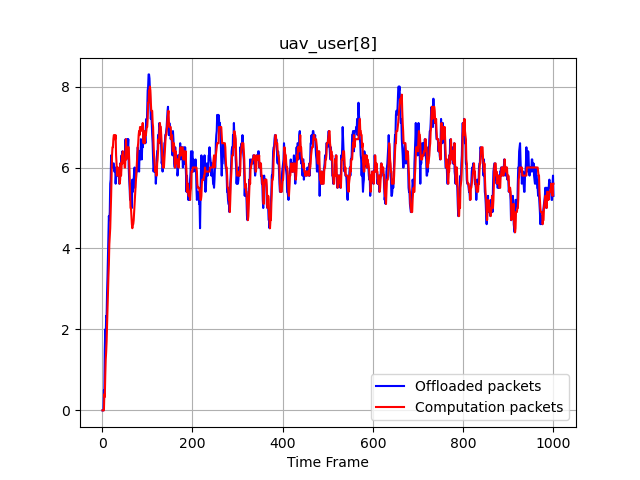 uav_user[8]
8
6
4
2
0
0 200 400 600 800 1000
Time Frame
Offloaded packets
Computation packets